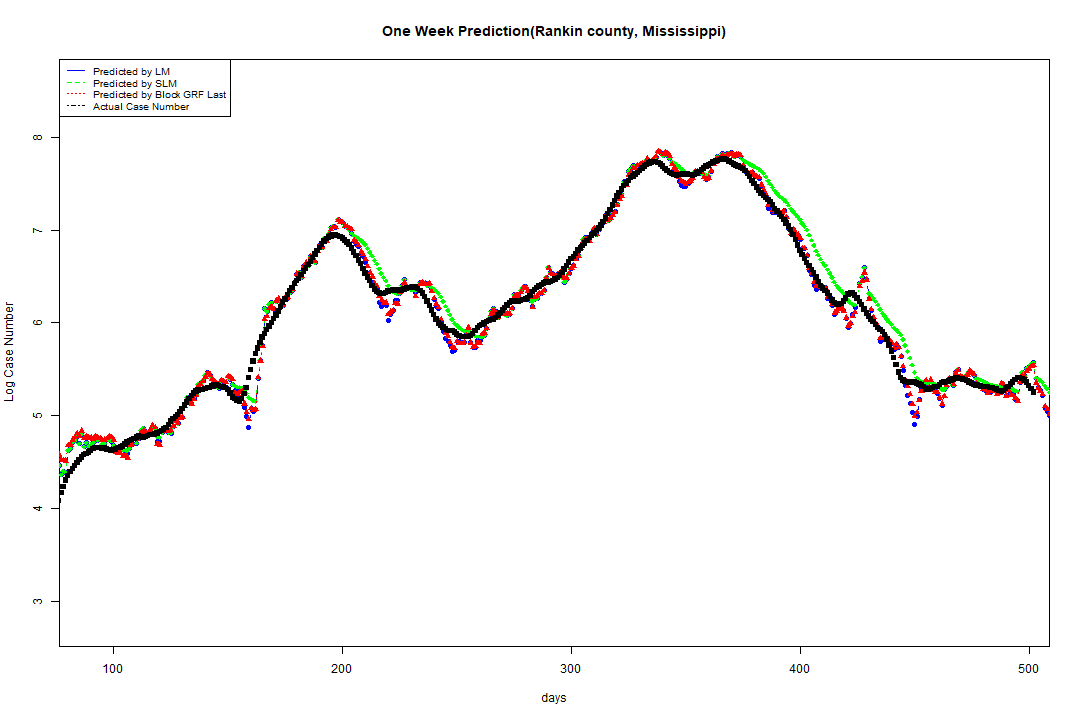 One Week Prediction(Rankin county, Mississippi)
Predicted by LM
Predicted by SLM
Predicted by Block GRF Last
Actual Case Number
8
7
6
5
4
3
Log Case Number
100 200 300 400 500
days